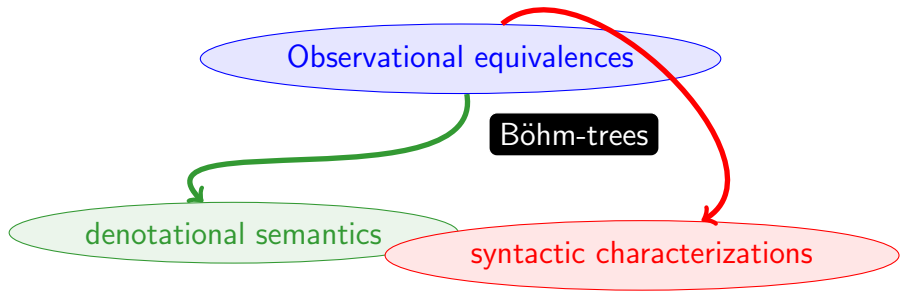 Observational equivalences
Böhm-trees
denotational semantics
syntactic characterizations